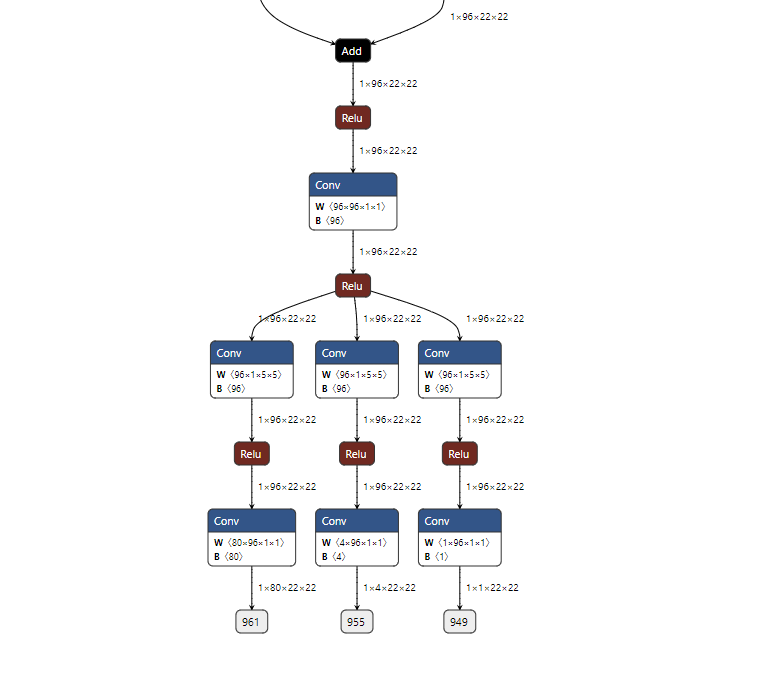 1×96×22×22
Add
1×96×22×22
Relu
1×96×22×22
Conv
W 〈96×96×1×1〉
B 〈96〉
1×96×22×22
Relu
1×96×22×22 1×96×22×22 1×96×22×22
Conv Conv Conv
W 〈96×1×5×5〉 W 〈96×1×5×5〉 W 〈96×1×5×5〉
B 〈96〉 B 〈96〉 B 〈96〉
1×96×22×22 1×96×22×22 1×96×22×22
Relu Relu Relu
1×96×22×22 1×96×22×22 1×96×22×22
Conv Conv Conv
W 〈80×96×1×1〉 W 〈4×96×1×1〉 W 〈1×96×1×1〉
B 〈80〉 B 〈4〉 B 〈1〉
1×80×22×22 1×4×22×22 1×1×22×22
961 955 949